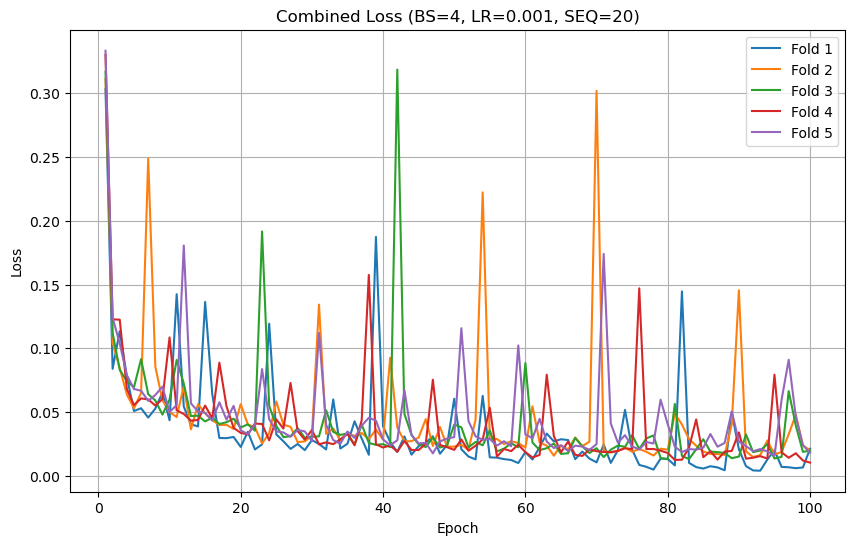 Combined Loss (BS=4, LR=0.001, SEQ=20)
Fold 1
Fold 2
Fold 3
Fold 4
Fold 5
0.30
0.25
0.20
0.15
0.10
0.05
0.00
Loss
0
20
40
60
80
100
Epoch